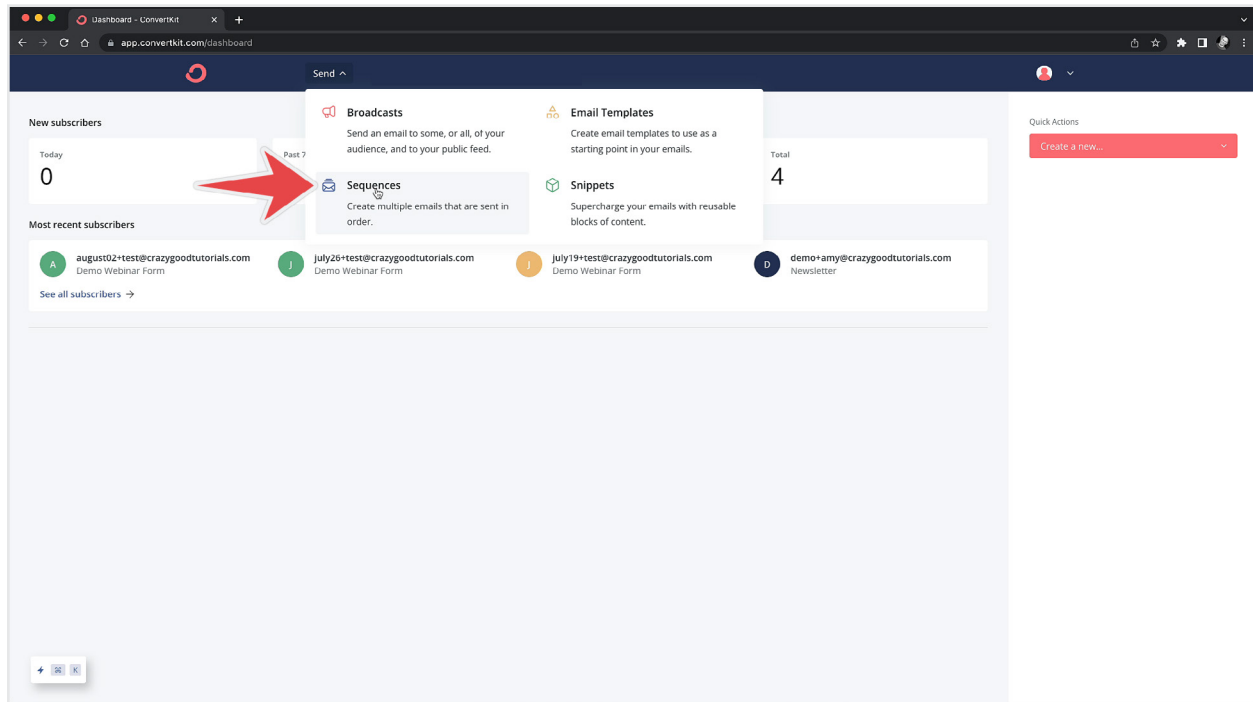 Dashboard - ConvertKit
app.convertkit.com/dashboard
Send
Broadcasts
Send an email to some, or all, of your
audience, and to your public feed.
Email Templates
Create email templates to use as a
starting point in your emails.
Sequences
Create multiple emails that are sent in
order.
Snippets
Supercharge your emails with reusable
blocks of content.
New subscribers
Today
0
Past 7
Total
4
Quick Actions
Create a new...
Most recent subscribers
A
august02+test@crazygoodtutorials.com
Demo Webinar Form
J
july26+test@crazygoodtutorials.com
Demo Webinar Form
J
july19+test@crazygoodtutorials.com
Demo Webinar Form
D
demo+amy@crazygoodtutorials.com
Newsletter
See all subscribers →
⌘ K